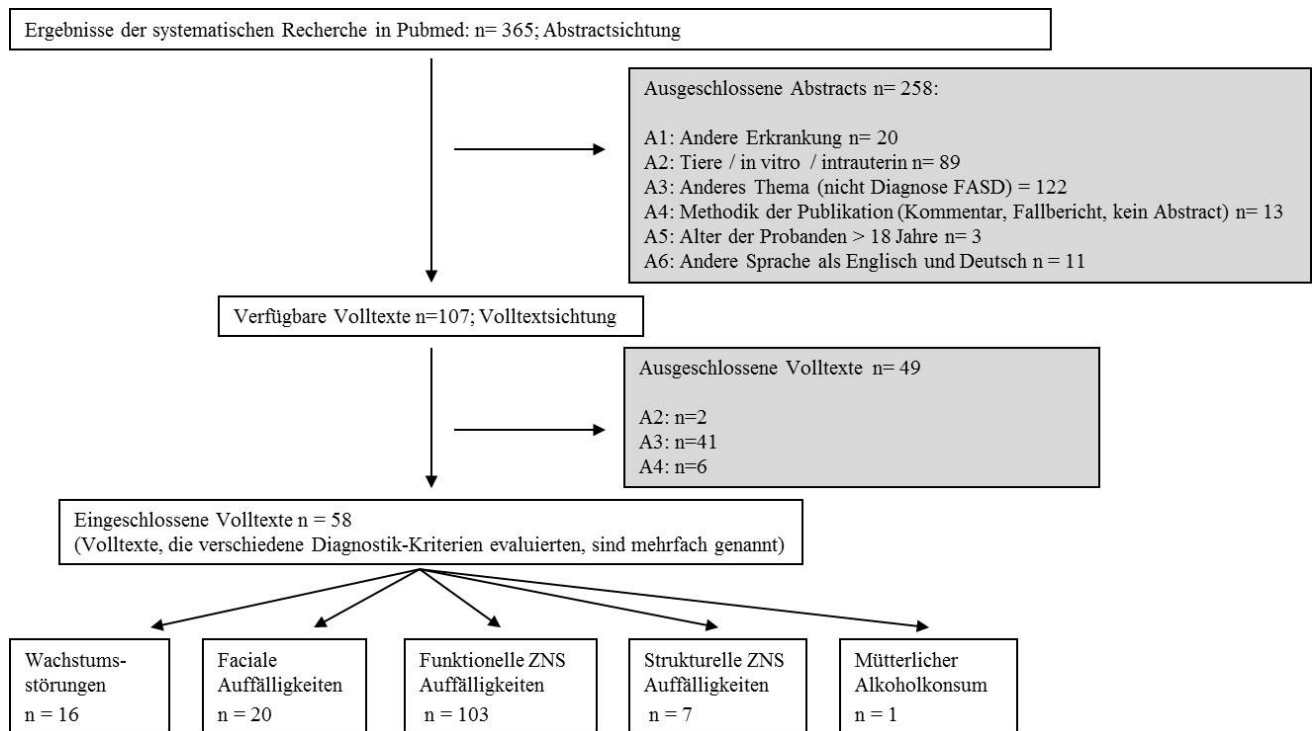 Ergebnisse der systematischen Recherche in Pubmed: n= 365; Abstractsichtung
Ausgeschlossene Abstracts n= 258:
A1: Andere Erkrankung n= 20
A2: Tiere / in vitro / intrauterin n= 89
A3: Anderes Thema (nicht Diagnose FASD) = 122
A4: Methodik der Publikation (Kommentar, Fallbericht, kein Abstract) n= 13
A5: Alter der Probanden > 18 Jahre n= 3
A6: Andere Sprache als Englisch und Deutsch n = 11
Verfügbare Volltexte n=107; Volltextsichtung
Ausgeschlossene Volltexte n= 49
A2: n=2
A3: n=41
A4: n=6
Eingeschlossene Volltexte n = 58
(Volltexte, die verschiedene Diagnostik-Kriterien evaluierten, sind mehrfach genannt)
Wachstums-
störungen
n = 16
Faciale
Auffälligkeiten
n = 20
Funktionelle ZNS
Auffälligkeiten
n = 103
Strukturelle ZNS
Auffälligkeiten
n = 7
Mütterlicher
Alkoholkonsum
n = 1